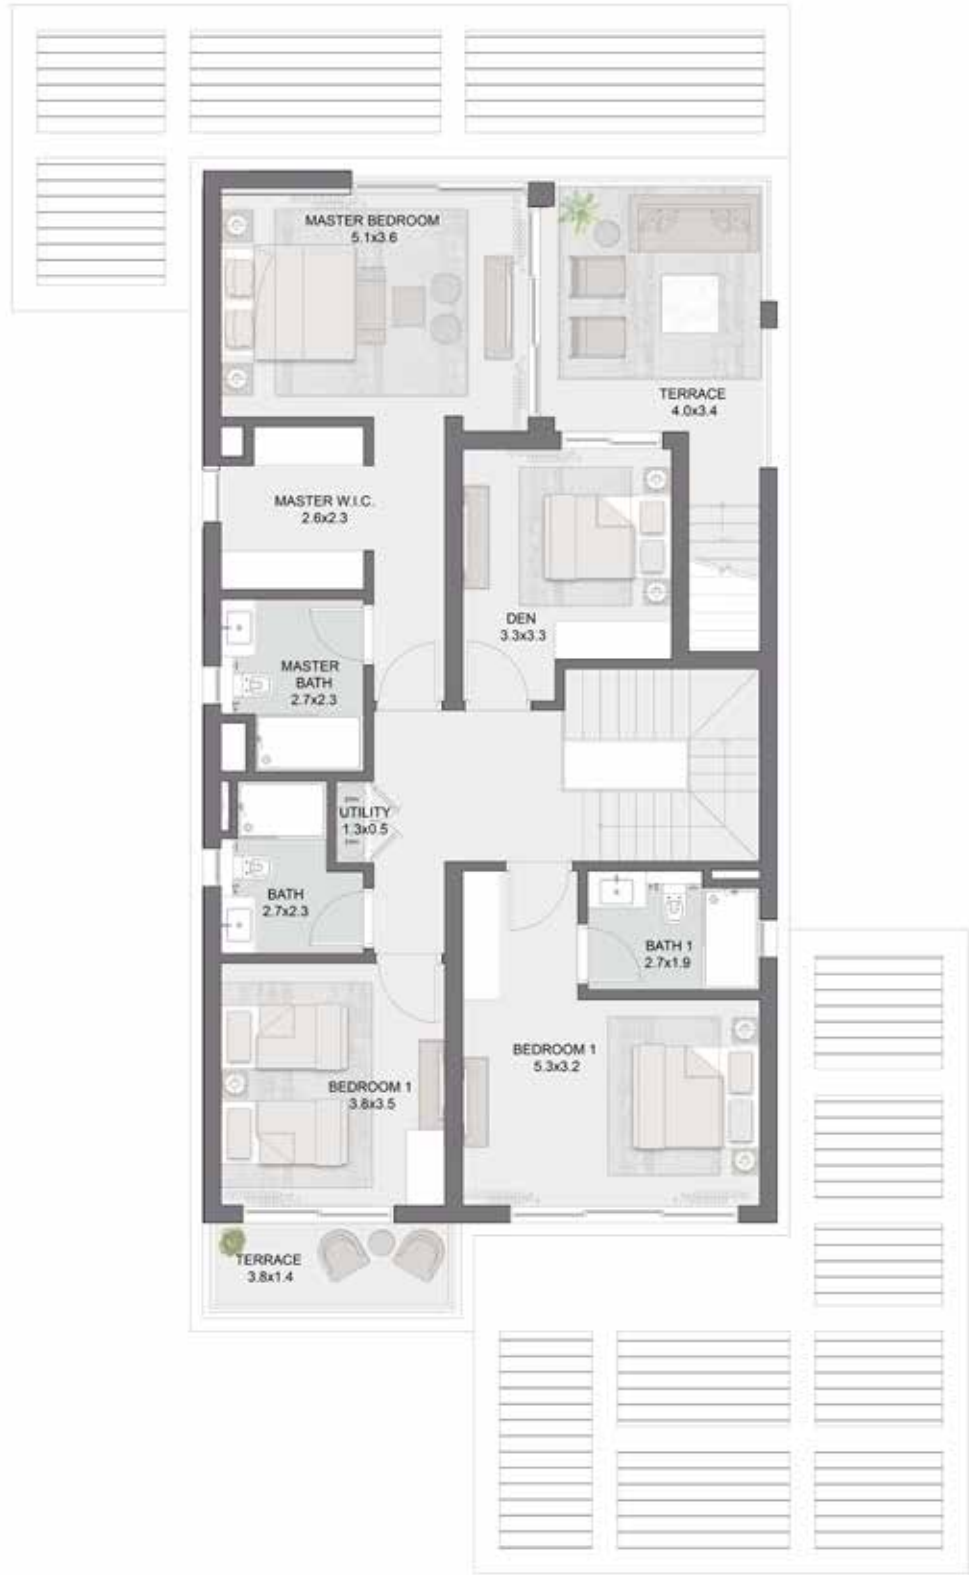 MASTER BEDROOM
5.1x3.6
TERRACE
4.0x3.4
MASTER W.I.C.
2.6x2.3
DEN
3.3x3.3
MASTER
BATH
2.7x2.3
UTILITY
1.3x0.5
BATH
2.7x2.3
BATH 1
2.7x1.9
BEDROOM 1
5.3x3.2
BEDROOM 1
3.8x3.5
TERRACE
3.8x1.4